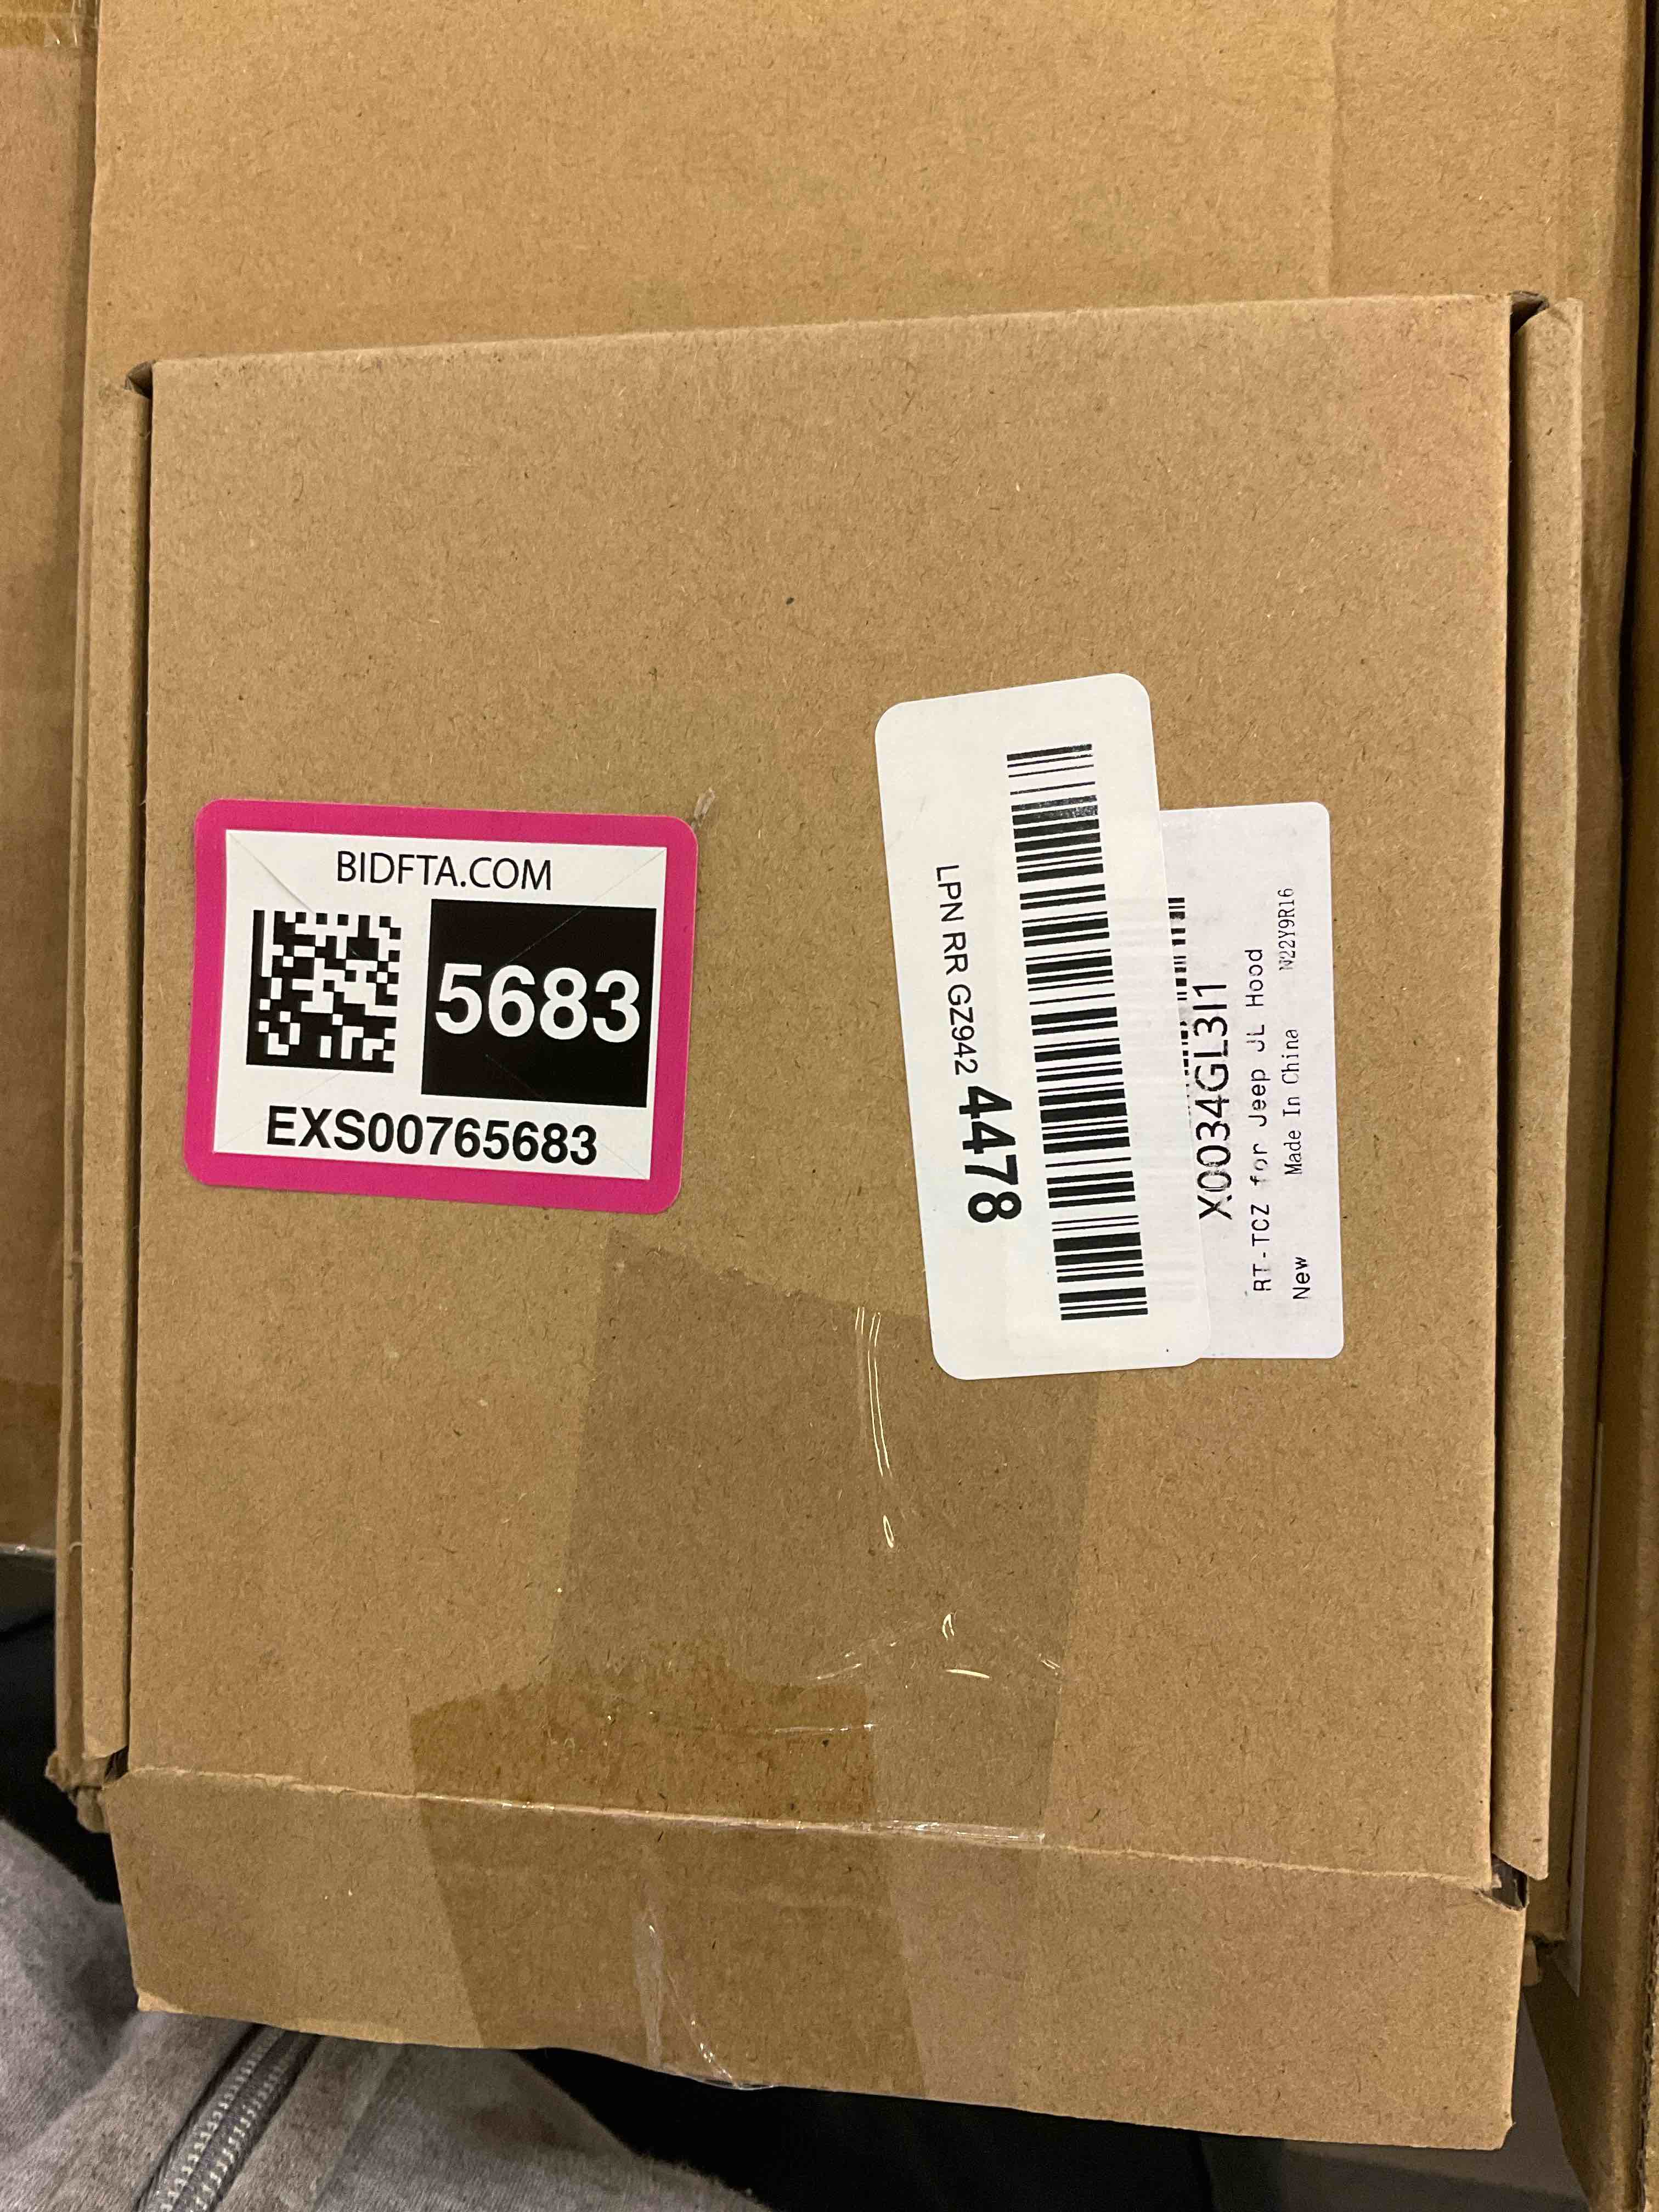 BIDFTA.COM
5683
EXS00765683
LPN RR GZ942 4478
X0034GL3I1
RT-TCZ for Jeep JL Hood
New Made In China N22Y9R16